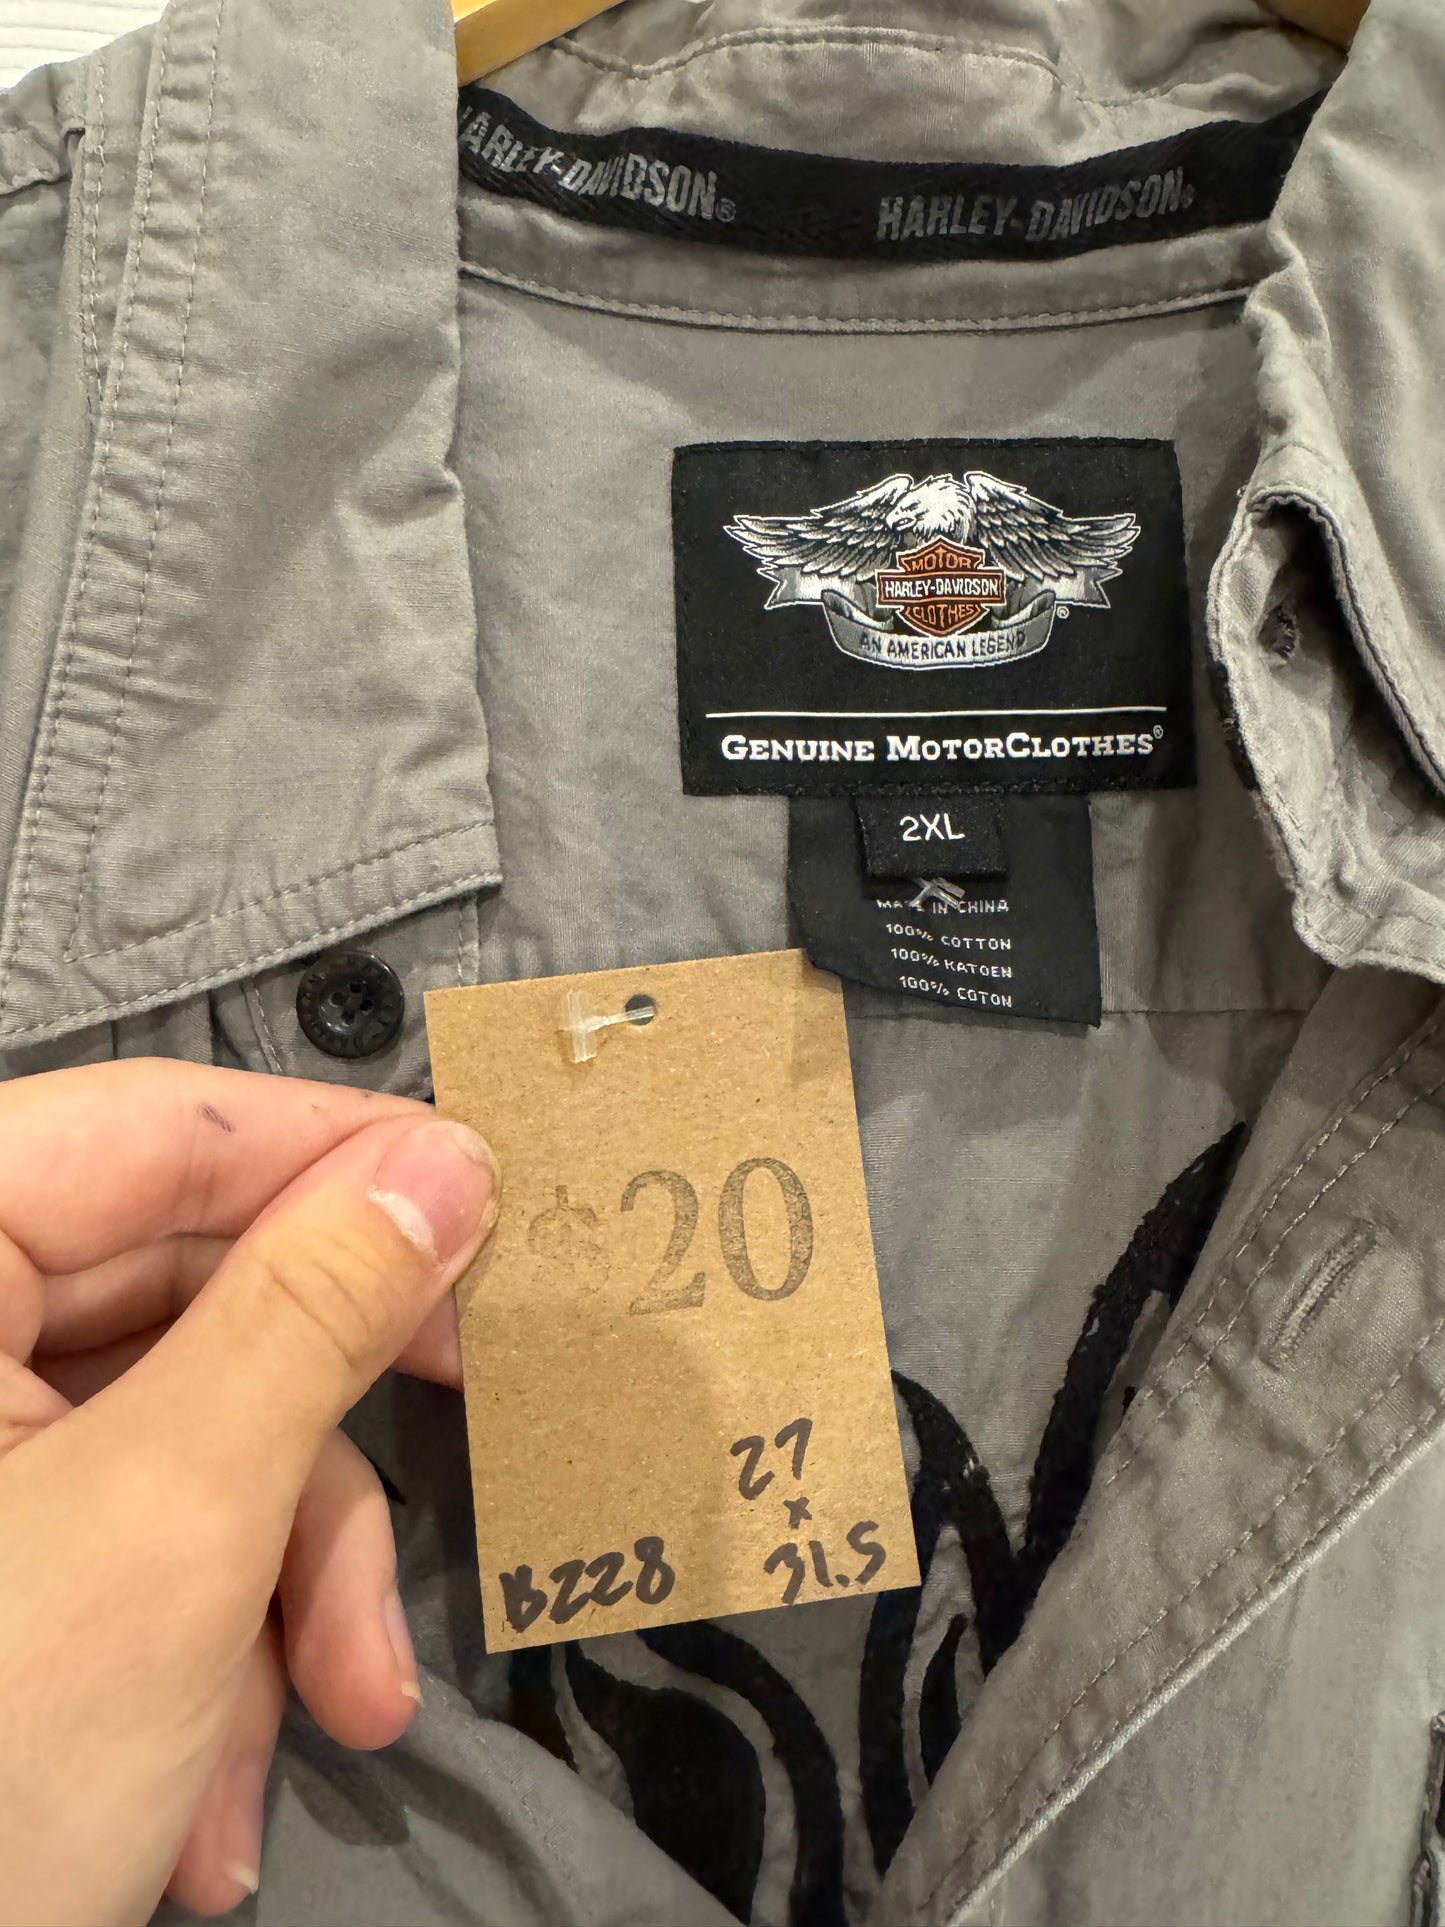 HARLEY-DAVIDSON®
HARLEY-DAVIDSON®
MOTOR
HARLEY-DAVIDSON
CLOTHES
®
AN AMERICAN LEGEND
GENUINE MOTORCLOTHES®
2XL
MADE IN CHINA
100% COTTON
100% KATOEN
100% COTON
$20
27
x
31.5
B228